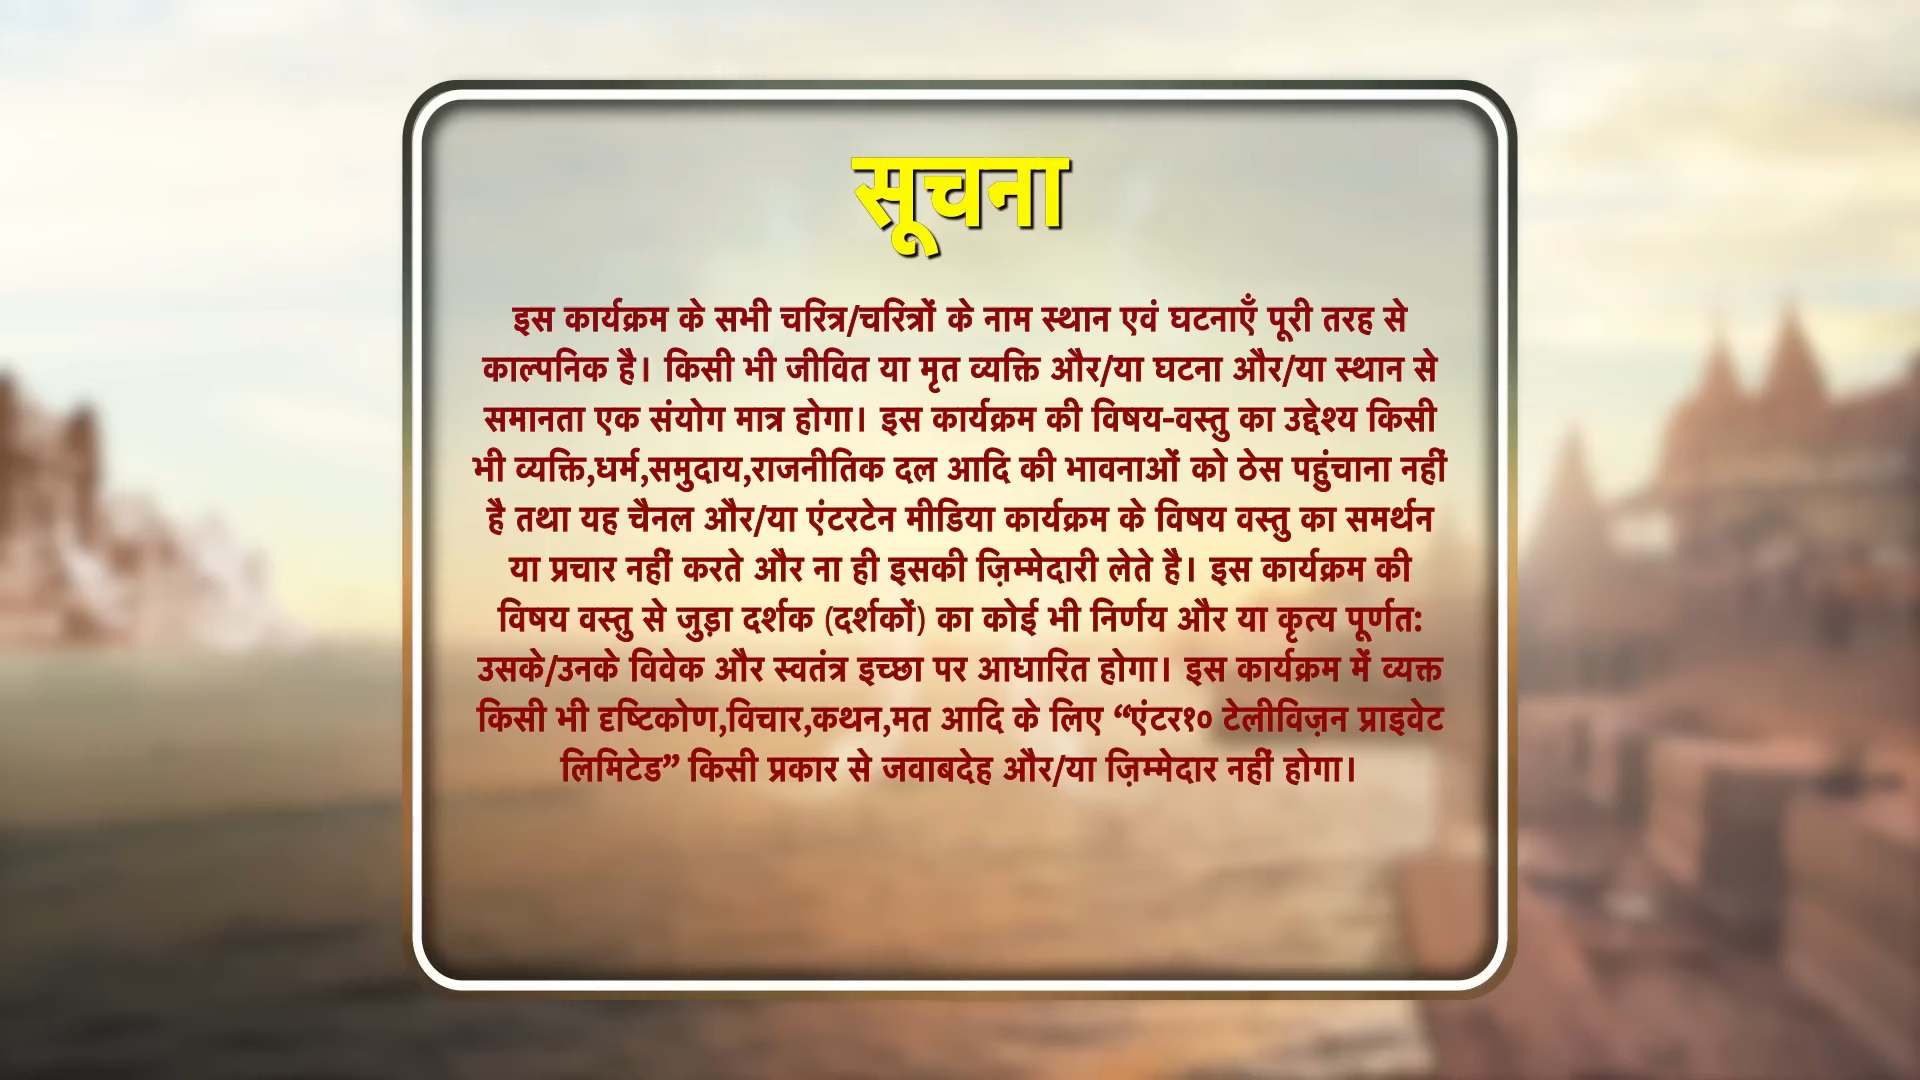 सूचना
इस कार्यक्रम के सभी चरित्र/चरित्रों के नाम स्थान एवं घटनाएँ पूरी तरह से
काल्पनिक है। किसी भी जीवित या मृत व्यक्ति और/या घटना और/या स्थान से
समानता एक संयोग मात्र होगा। इस कार्यक्रम की विषय-वस्तु का उद्देश्य किसी
भी व्यक्ति,धर्म,समुदाय,राजनीतिक दल आदि की भावनाओं को ठेस पहुंचाना नहीं
है तथा यह चैनल और/या एंटरटेन मीडिया कार्यक्रम के विषय वस्तु का समर्थन
या प्रचार नहीं करते और ना ही इसकी ज़िम्मेदारी लेते है। इस कार्यक्रम की
विषय वस्तु से जुड़ा दर्शक (दर्शकों) का कोई भी निर्णय और या कृत्य पूर्णत:
उसके/उनके विवेक और स्वतंत्र इच्छा पर आधारित होगा। इस कार्यक्रम में व्यक्त
किसी भी दृष्टिकोण,विचार,कथन,मत आदि के लिए “एंटर१० टेलीविज़न प्राइवेट
लिमिटेड” किसी प्रकार से जवाबदेह और/या ज़िम्मेदार नहीं होगा।